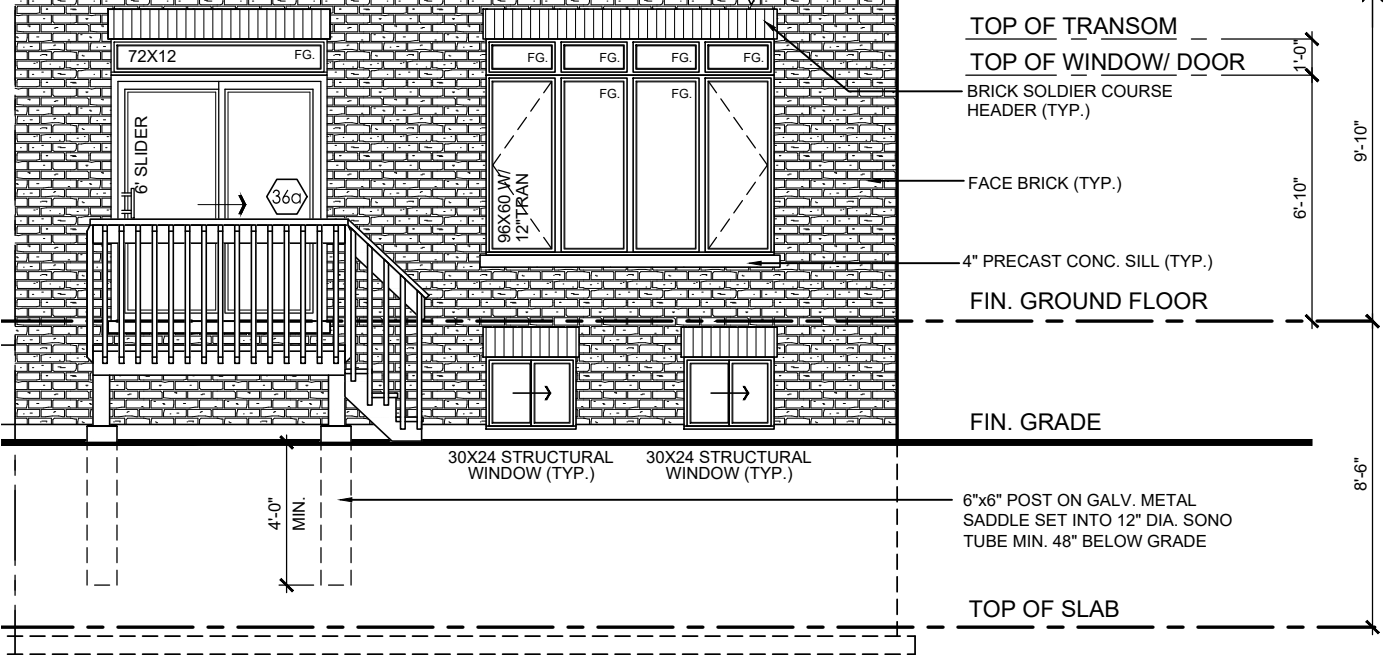 TOP OF TRANSOM
72X12
FG.
FG.
FG.
FG.
FG.
1'-0"
TOP OF WINDOW/ DOOR
FG.
FG.
BRICK SOLDIER COURSE
HEADER (TYP.)
6' SLIDER
9'-10"
36a
96X60 W/
12"TRAN
FACE BRICK (TYP.)
6'-10"
4" PRECAST CONC. SILL (TYP.)
FIN. GROUND FLOOR
FIN. GRADE
30X24 STRUCTURAL
WINDOW (TYP.)
30X24 STRUCTURAL
WINDOW (TYP.)
8'-6"
4'-0"
MIN.
6"x6" POST ON GALV. METAL
SADDLE SET INTO 12" DIA. SONO
TUBE MIN. 48" BELOW GRADE
TOP OF SLAB